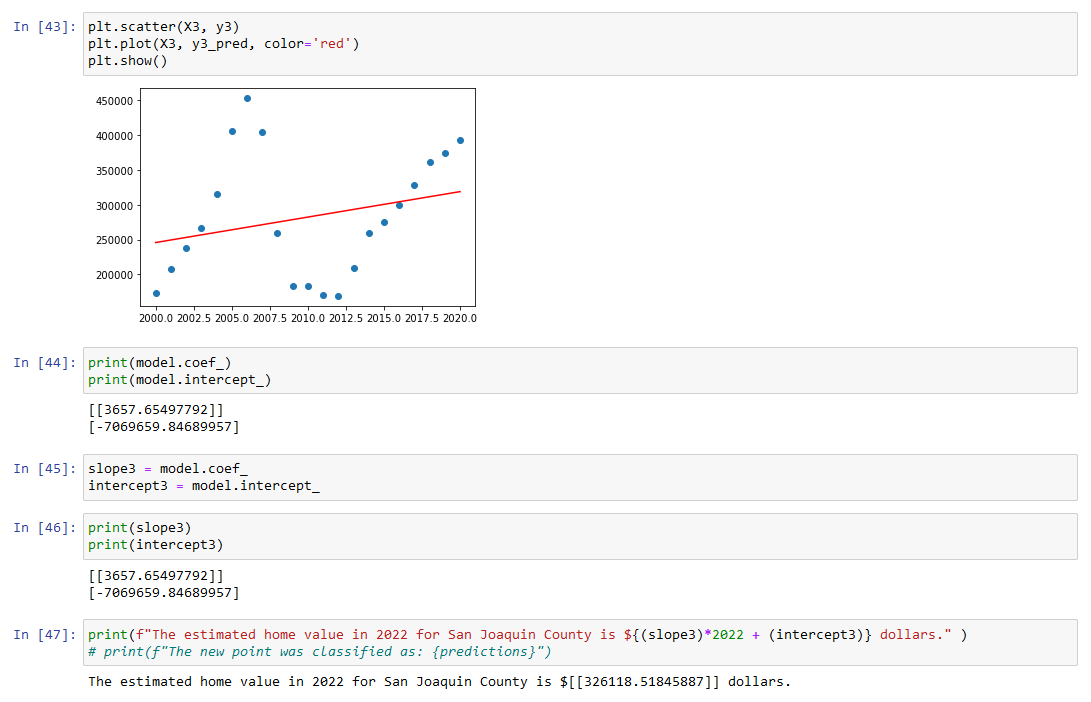 In [43]: plt.scatter(X3, y3)
plt.plot(X3, y3_pred, color='red')
plt.show()
450000
400000
350000
300000
250000
200000
2000.0 2002.5 2005.0 2007.5 2010.0 2012.5 2015.0 2017.5 2020.0
In [44]: print(model.coef_)
print(model.intercept_)
[[3657.65497792]]
[-7069659.84689957]
In [45]: slope3 = model.coef_
intercept3 = model.intercept_
In [46]: print(slope3)
print(intercept3)
[[3657.65497792]]
[-7069659.84689957]
In [47]: print(f"The estimated home value in 2022 for San Joaquin County is ${(slope3)*2022 + (intercept3)} dollars." )
# print(f"The new point was classified as: {predictions}")
The estimated home value in 2022 for San Joaquin County is $[[326118.51845887]] dollars.